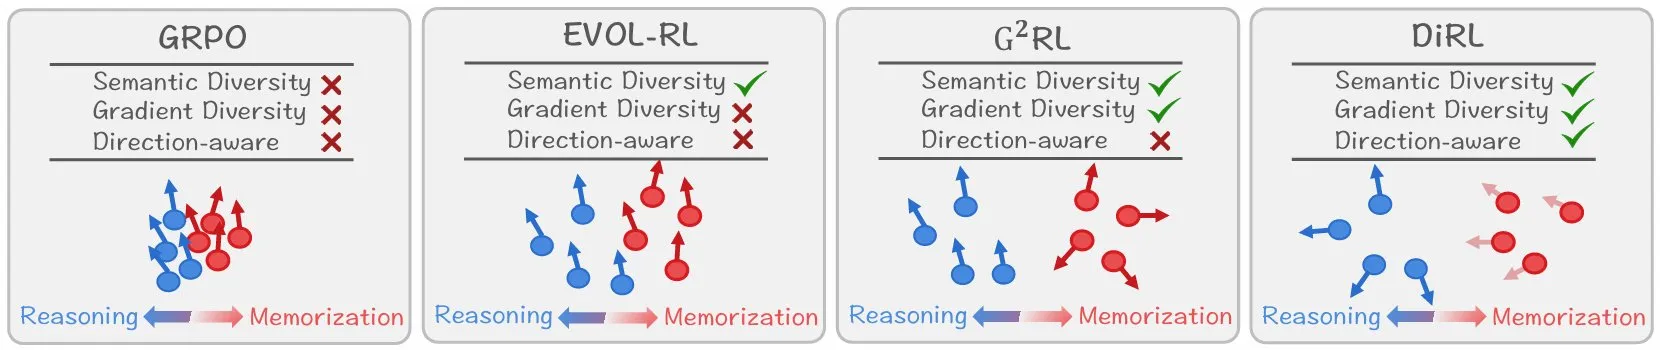 GRPO
Semantic Diversity ✗
Gradient Diversity ✗
Direction-aware ✗
Reasoning Memorization
EVOL-RL
Semantic Diversity ✓
Gradient Diversity ✗
Direction-aware ✗
Reasoning Memorization
G²RL
Semantic Diversity ✓
Gradient Diversity ✓
Direction-aware ✗
Reasoning Memorization
DiRL
Semantic Diversity ✓
Gradient Diversity ✓
Direction-aware ✓
Reasoning Memorization